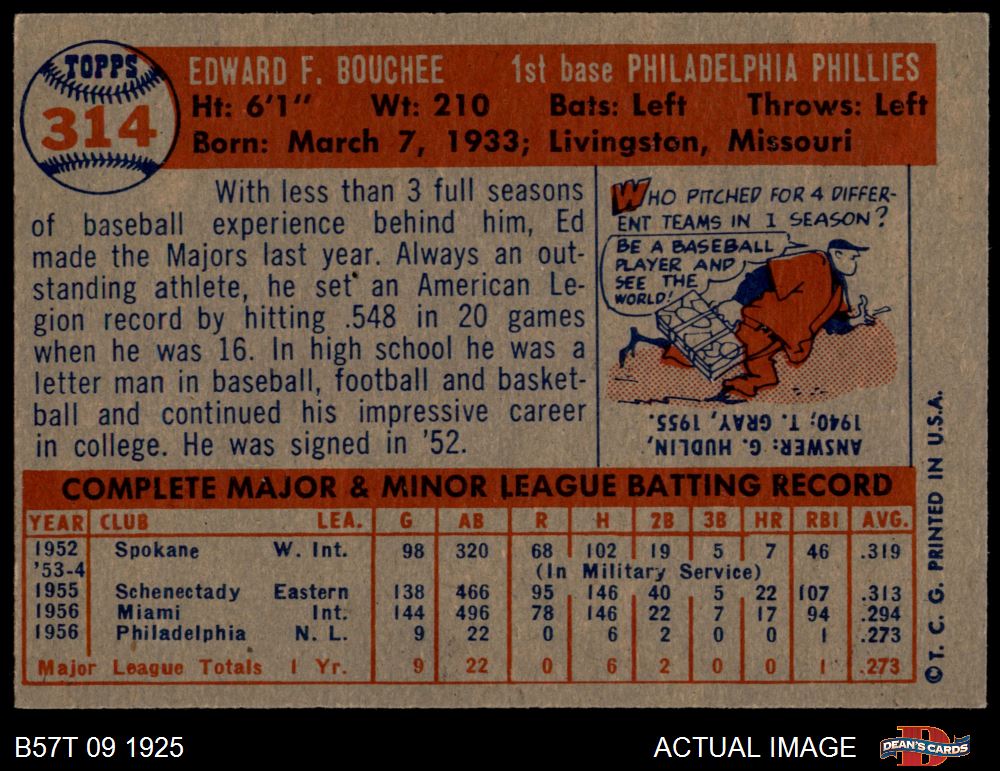 TOPPS
314
EDWARD F. BOUCHEE 1st base PHILADELPHIA PHILLIES
Ht: 6'1" Wt: 210 Bats: Left Throws: Left
Born: March 7, 1933; Livingston, Missouri
With less than 3 full seasons
of baseball experience behind him, Ed
made the Majors last year. Always an out-
standing athlete, he set an American Le-
gion record by hitting .548 in 20 games
when he was 16. In high school he was a
letter man in baseball, football and basket-
ball and continued his impressive career
in college. He was signed in '52.
WHO PITCHED FOR 4 DIFFER-
ENT TEAMS IN 1 SEASON?
BE A BASEBALL
PLAYER AND
SEE THE
WORLD!
ANSWER: G. HUDLIN,
1940; T. GRAY, 1955.
COMPLETE MAJOR & MINOR LEAGUE BATTING RECORD
YEAR CLUB LEA. G AB R H 2B 3B HR RBI AVG.
1952 Spokane W. Int. 98 320 68 102 19 5 7 46 .319
'53-4 (In Military Service)
1955 Schenectady Eastern 138 466 95 146 40 5 22 107 .313
1956 Miami Int. 144 496 78 146 22 7 17 94 .294
1956 Philadelphia N. L. 9 22 0 6 2 0 0 1 .273
Major League Totals 1 Yr. 9 22 0 6 2 0 0 1 .273
© T. C. G. PRINTED IN U.S.A.
B57T 09 1925 ACTUAL IMAGE
DEAN'S CARDS